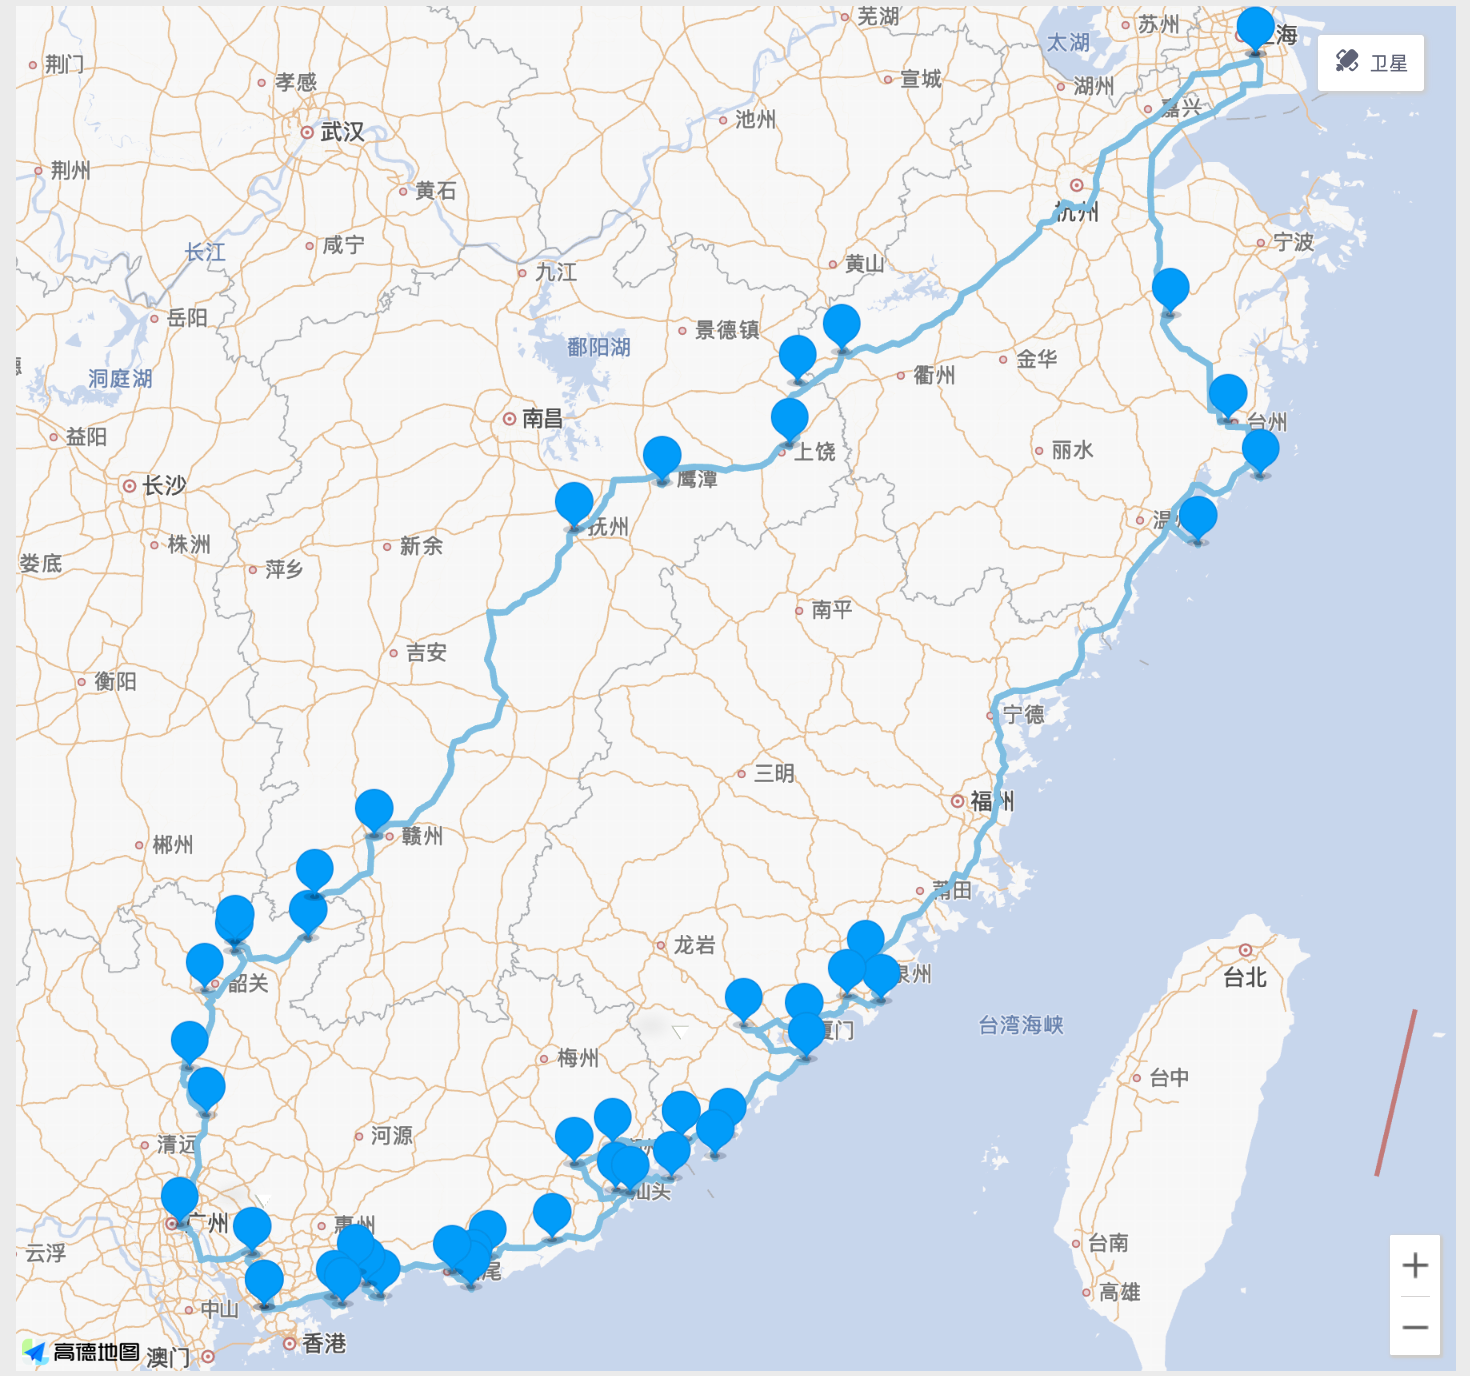 芜湖
苏州
上海
荆门
太湖
卫星
孝感
宣城
湖州
嘉兴
池州
武汉
荆州
黄石
杭州
长江
咸宁
宁波
九江
黄山
岳阳
景德镇
鄱阳湖
金华
洞庭湖
衢州
南昌
台州
益阳
丽水
上饶
长沙
鹰潭
抚州
温州
株洲
新余
娄底
萍乡
南平
吉安
衡阳
宁德
三明
福州
赣州
郴州
莆田
龙岩
泉州
台北
韶关
台湾海峡
厦门
梅州
台中
河源
清远
汕头
广州
惠州
台南
云浮
尾
高雄
中山
香港
高德地图
澳门